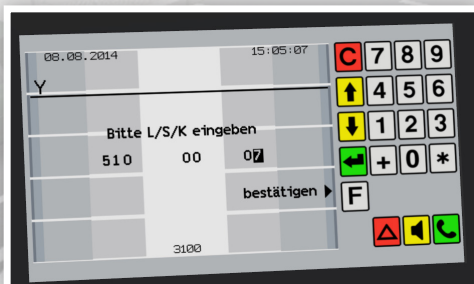 08.08.2014 15:05:07
Y
Bitte L/S/K eingeben
510 00 07
bestätigen
3100
C 7 8 9
4 5 6
1 2 3
+ 0 *
F